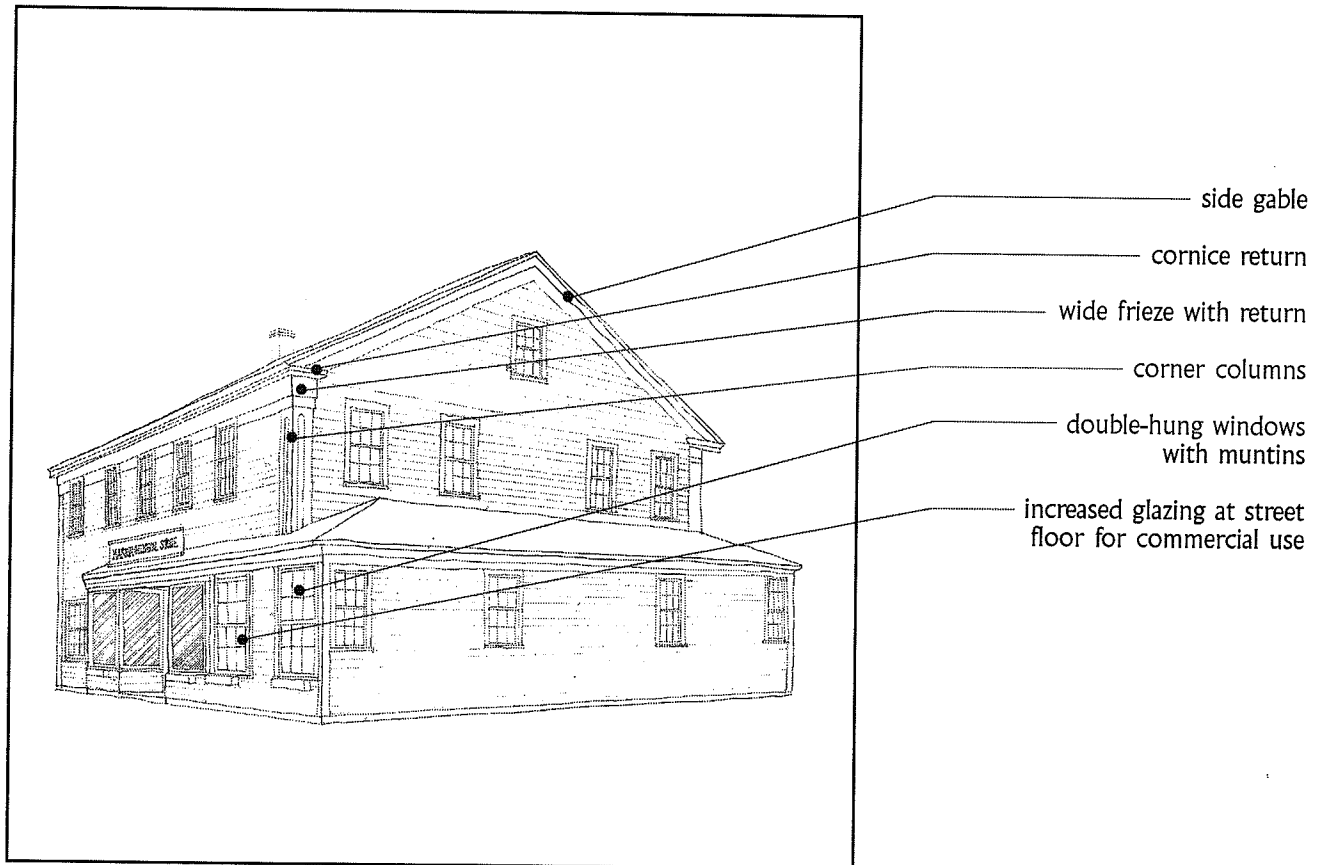 side gable
cornice return
wide frieze with return
corner columns
double-hung windows
with muntins
increased glazing at street
floor for commercial use